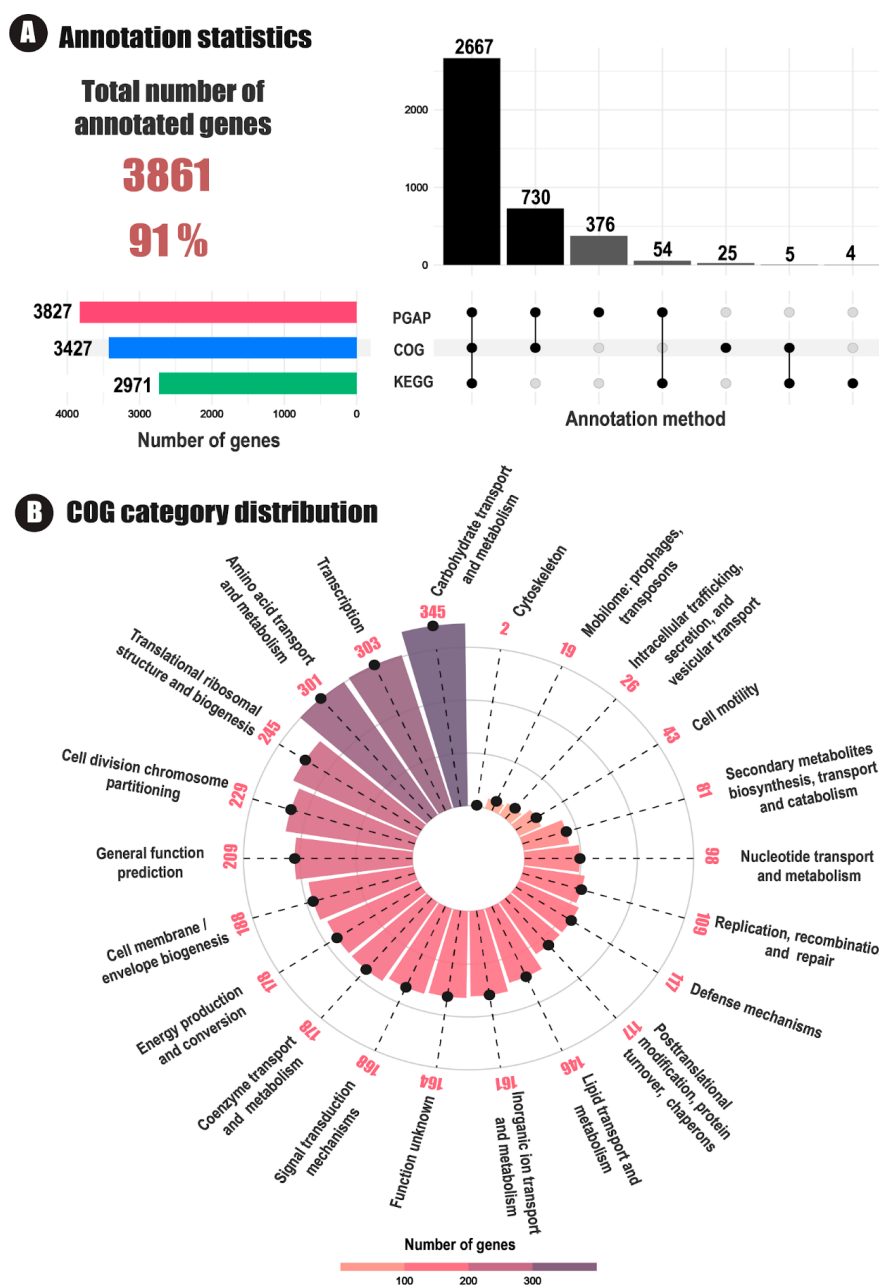 A Annotation statistics
Total number of
annotated genes
3861
91 %
2667
730
376
54
25
5
4
2000
1000
0
3827
3427
2971
4000
3000
2000
1000
0
Number of genes
PGAP
COG
KEGG
Annotation method
B COG category distribution
Carbohydrate transport
and metabolism
345
Cytoskeleton
2
Mobilome: prophages,
transposons
19
Intracellular trafficking,
secretion, and
vesicular transport
26
Cell motility
43
Secondary metabolites
biosynthesis, transport
and catabolism
81
Nucleotide transport
and metabolism
98
Replication, recombinatio
and repair
109
Defense mechanisms
117
Posttranslational
modification, protein
turnover, chaperons
117
Lipid transport and
metabolism
146
Inorganic ion transport
and metabolism
161
Function unknown
164
Signal transduction
mechanisms
168
Coenzyme transport
and metabolism
178
Energy production
and conversion
178
Cell membrane /
envelope biogenesis
188
General function
prediction
209
Cell division chromosome
partitioning
229
Translational ribosomal
structure and biogenesis
245
Amino acid transport
and metabolism
301
Transcription
303
Number of genes
100
200
300